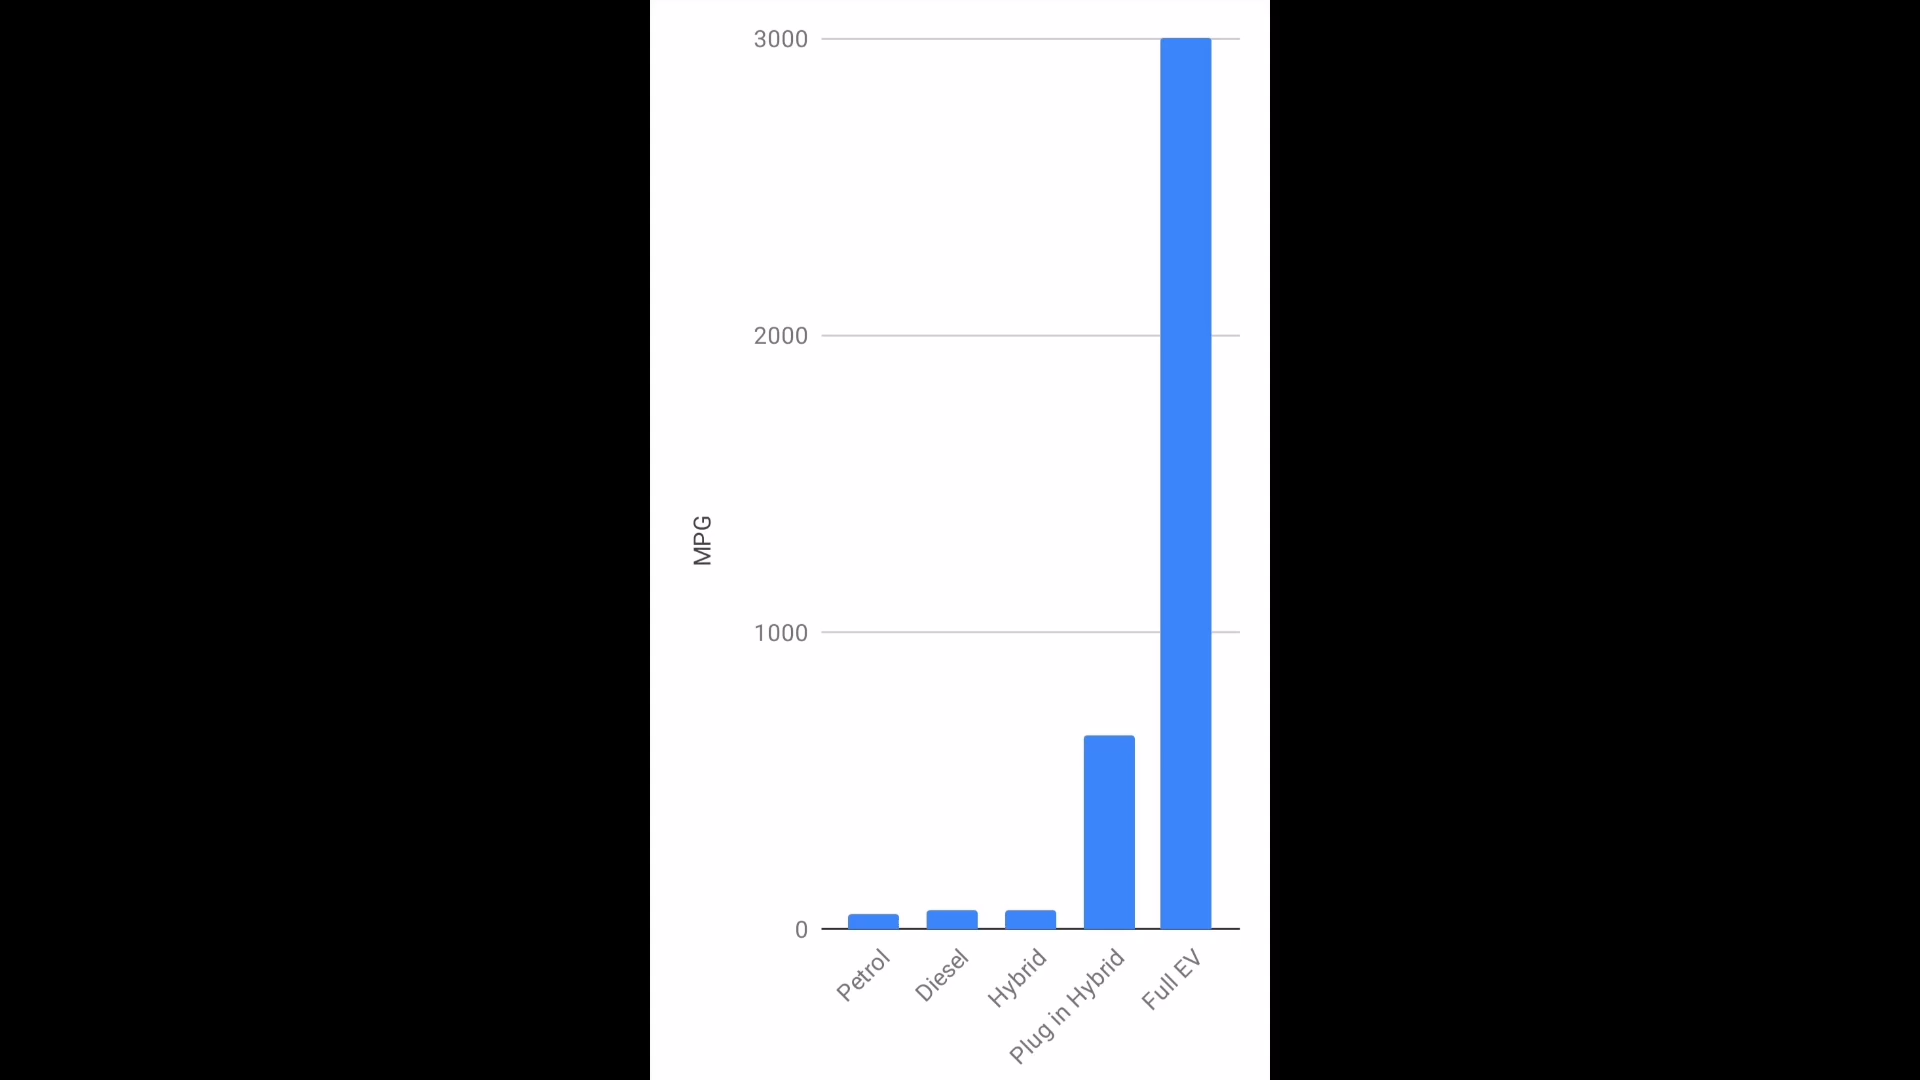 3000
2000
1000
0
MPG
Petrol
Diesel
Hybrid
Plug in Hybrid
Full EV